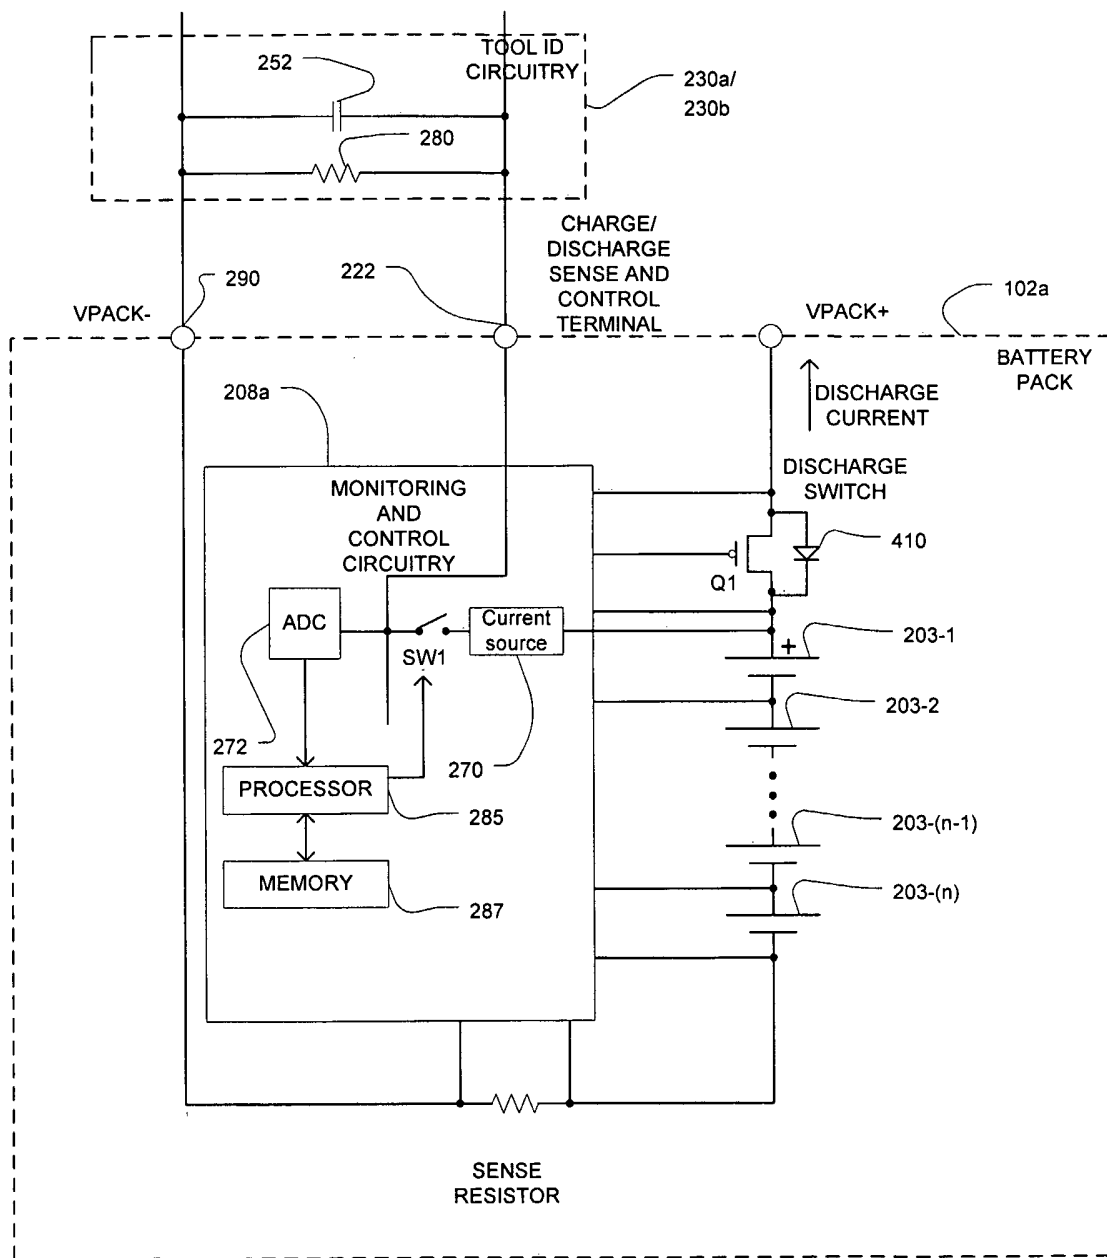 TOOL ID
CIRCUITRY
252
230a/
230b
280
CHARGE/
DISCHARGE
SENSE AND
CONTROL
TERMINAL
290
222
VPACK-
VPACK+
102a
BATTERY
PACK
208a
DISCHARGE
CURRENT
MONITORING
AND
CONTROL
CIRCUITRY
DISCHARGE
SWITCH
410
Q1
ADC
Current
source
SW1
+
203-1
203-2
272
270
PROCESSOR
285
203-(n-1)
MEMORY
287
203-(n)
SENSE
RESISTOR